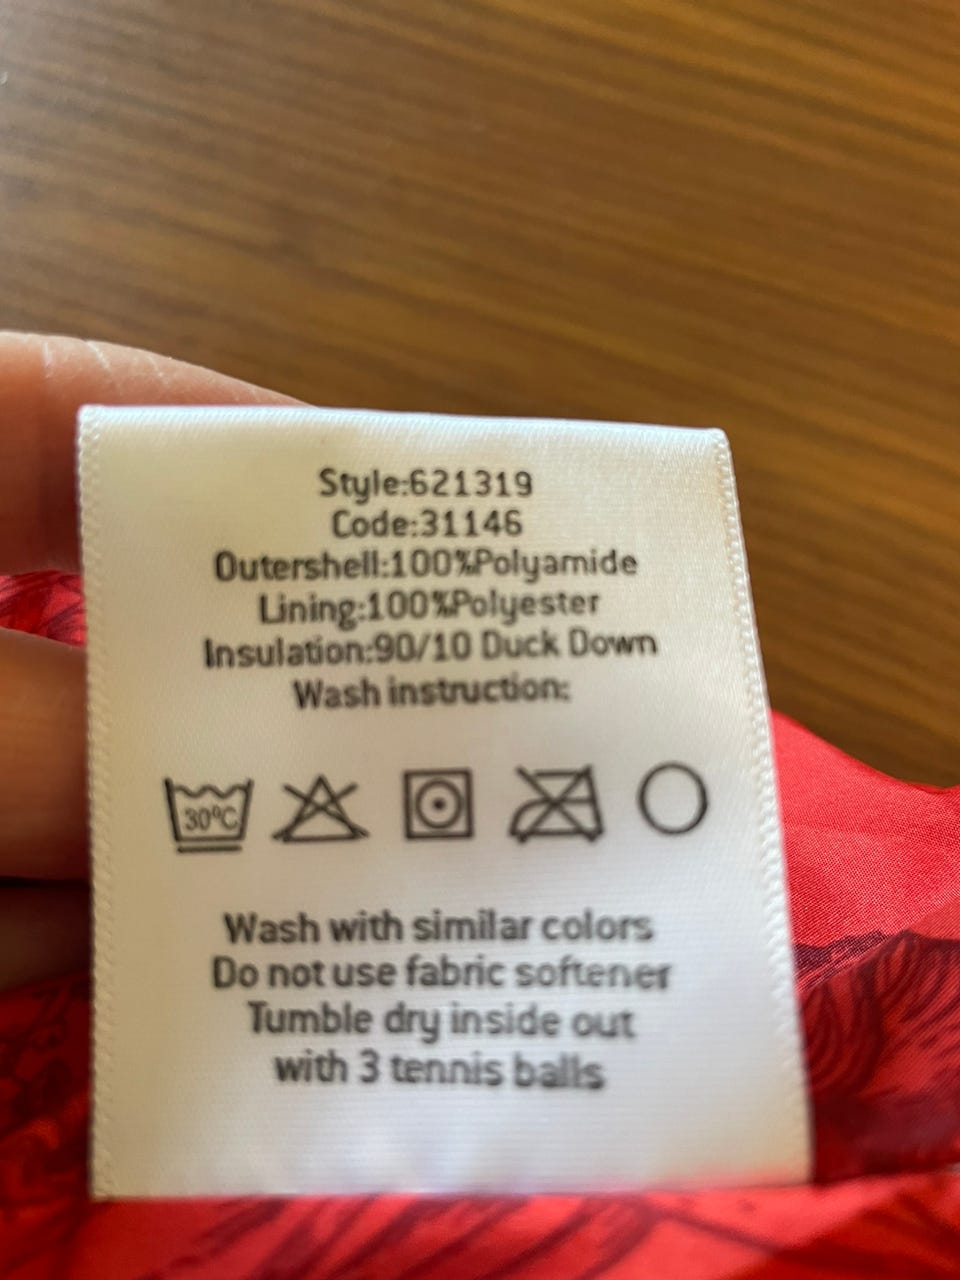 Style:621319
Code:31146
Outershell:100%Polyamide
Lining:100%Polyester
Insulation:90/10 Duck Down
Wash instruction:
30°C
Wash with similar colors
Do not use fabric softener
Tumble dry inside out
with 3 tennis balls